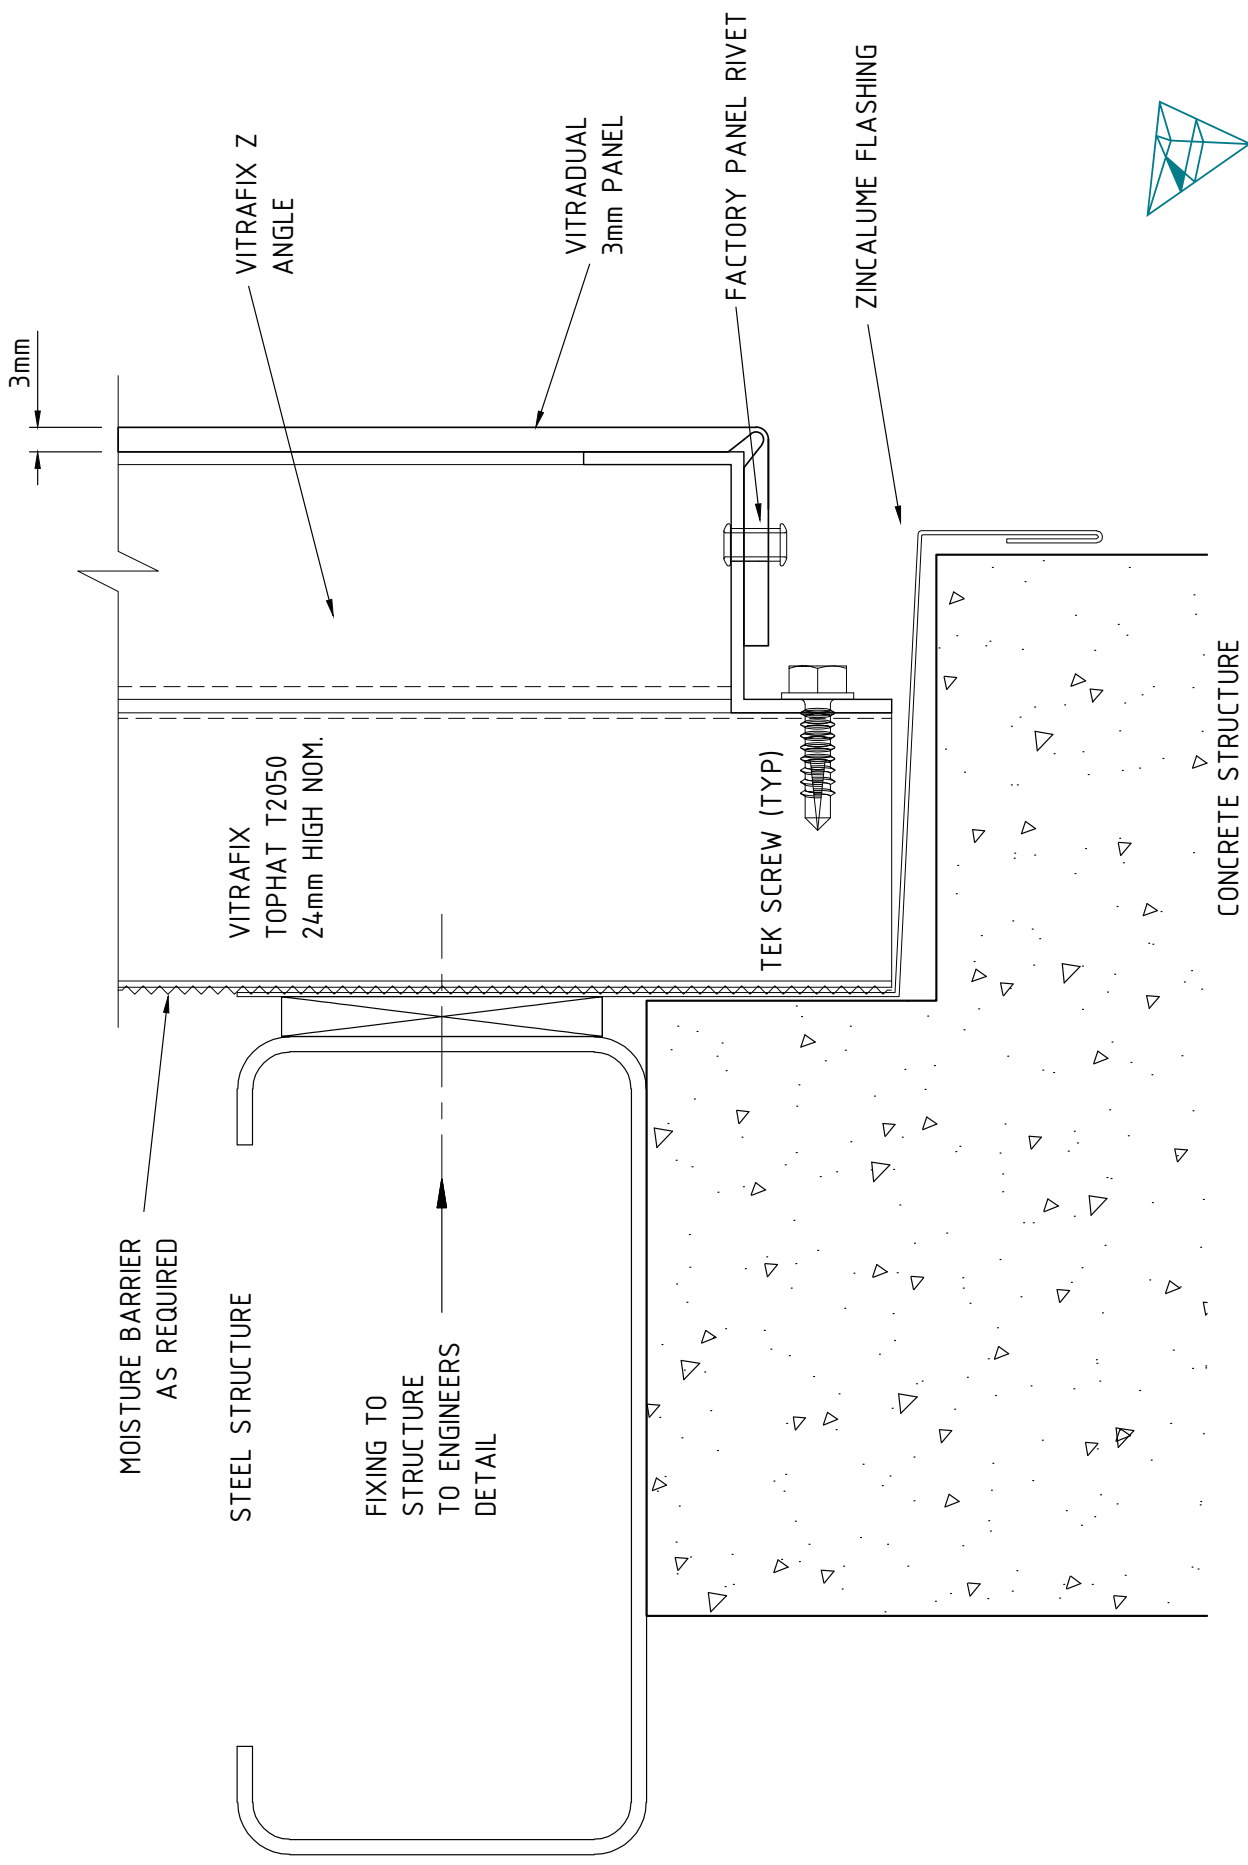 MOISTURE BARRIER
AS REQUIRED
STEEL STRUCTURE
FIXING TO
STRUCTURE
TO ENGINEERS
DETAIL
VITRAFIX
TOPHAT T2050
24mm HIGH NOM.
TEK SCREW (TYP)
3mm
VITRAFIX Z
ANGLE
VITRADUAL
3mm PANEL
FACTORY PANEL RIVET
ZINCALUME FLASHING
CONCRETE STRUCTURE